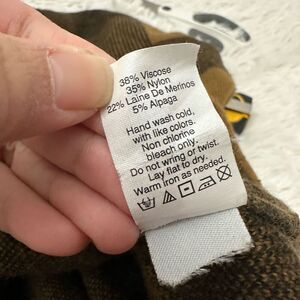 38% Viscose
35% Nylon
22% Laine De Merinos
5% Alpaga
Hand wash cold,
with like colors.
Non chlorine
bleach only.
Do not wring or twist.
Lay flat to dry.
Warm iron as needed.